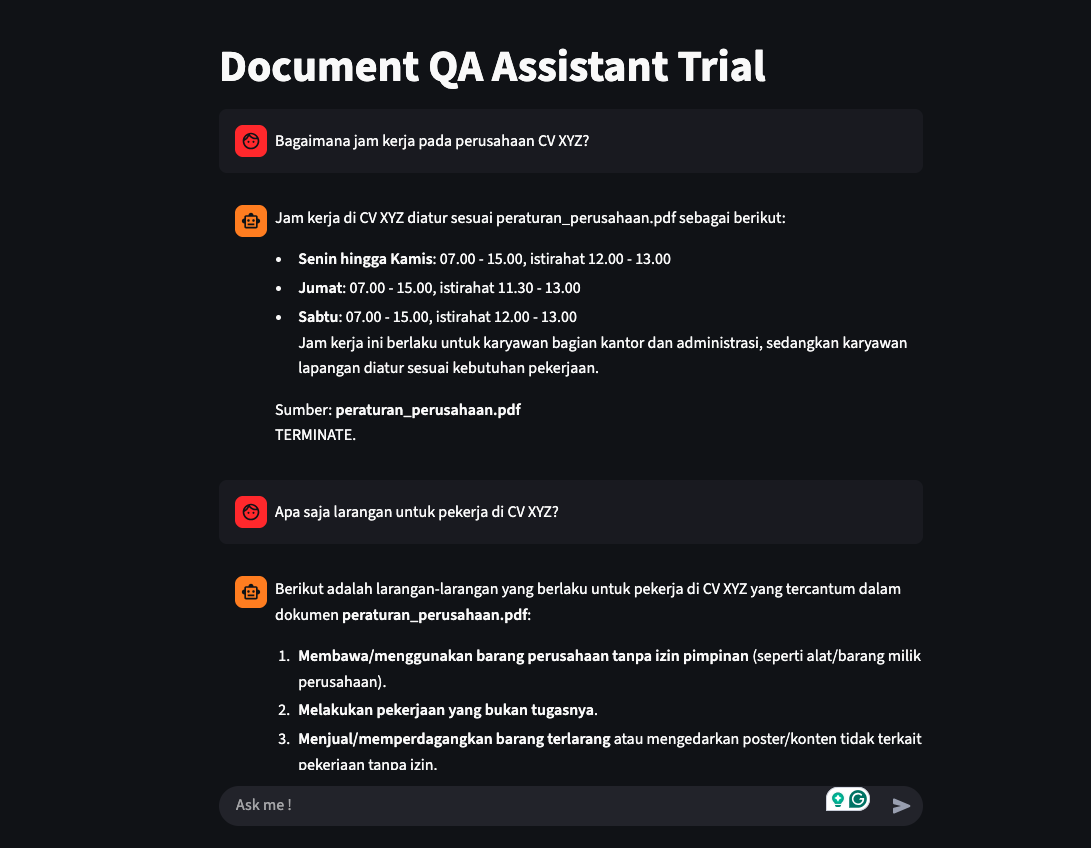 Document QA Assistant Trial
Bagaimana jam kerja pada perusahaan CV XYZ?
Jam kerja di CV XYZ diatur sesuai peraturan_perusahaan.pdf sebagai berikut:
• Senin hingga Kamis: 07.00 - 15.00, istirahat 12.00 - 13.00
• Jumat: 07.00 - 15.00, istirahat 11.30 - 13.00
• Sabtu: 07.00 - 15.00, istirahat 12.00 - 13.00
Jam kerja ini berlaku untuk karyawan bagian kantor dan administrasi, sedangkan karyawan
lapangan diatur sesuai kebutuhan pekerjaan.
Sumber: peraturan_perusahaan.pdf
TERMINATE.
Apa saja larangan untuk pekerja di CV XYZ?
Berikut adalah larangan-larangan yang berlaku untuk pekerja di CV XYZ yang tercantum dalam
dokumen peraturan_perusahaan.pdf:
1. Membawa/menggunakan barang perusahaan tanpa izin pimpinan (seperti alat/barang milik
perusahaan).
2. Melakukan pekerjaan yang bukan tugasnya.
3. Menjual/memperdagangkan barang terlarang atau mengedarkan poster/konten tidak terkait
pekerjaan tanpa izin.
Ask me !